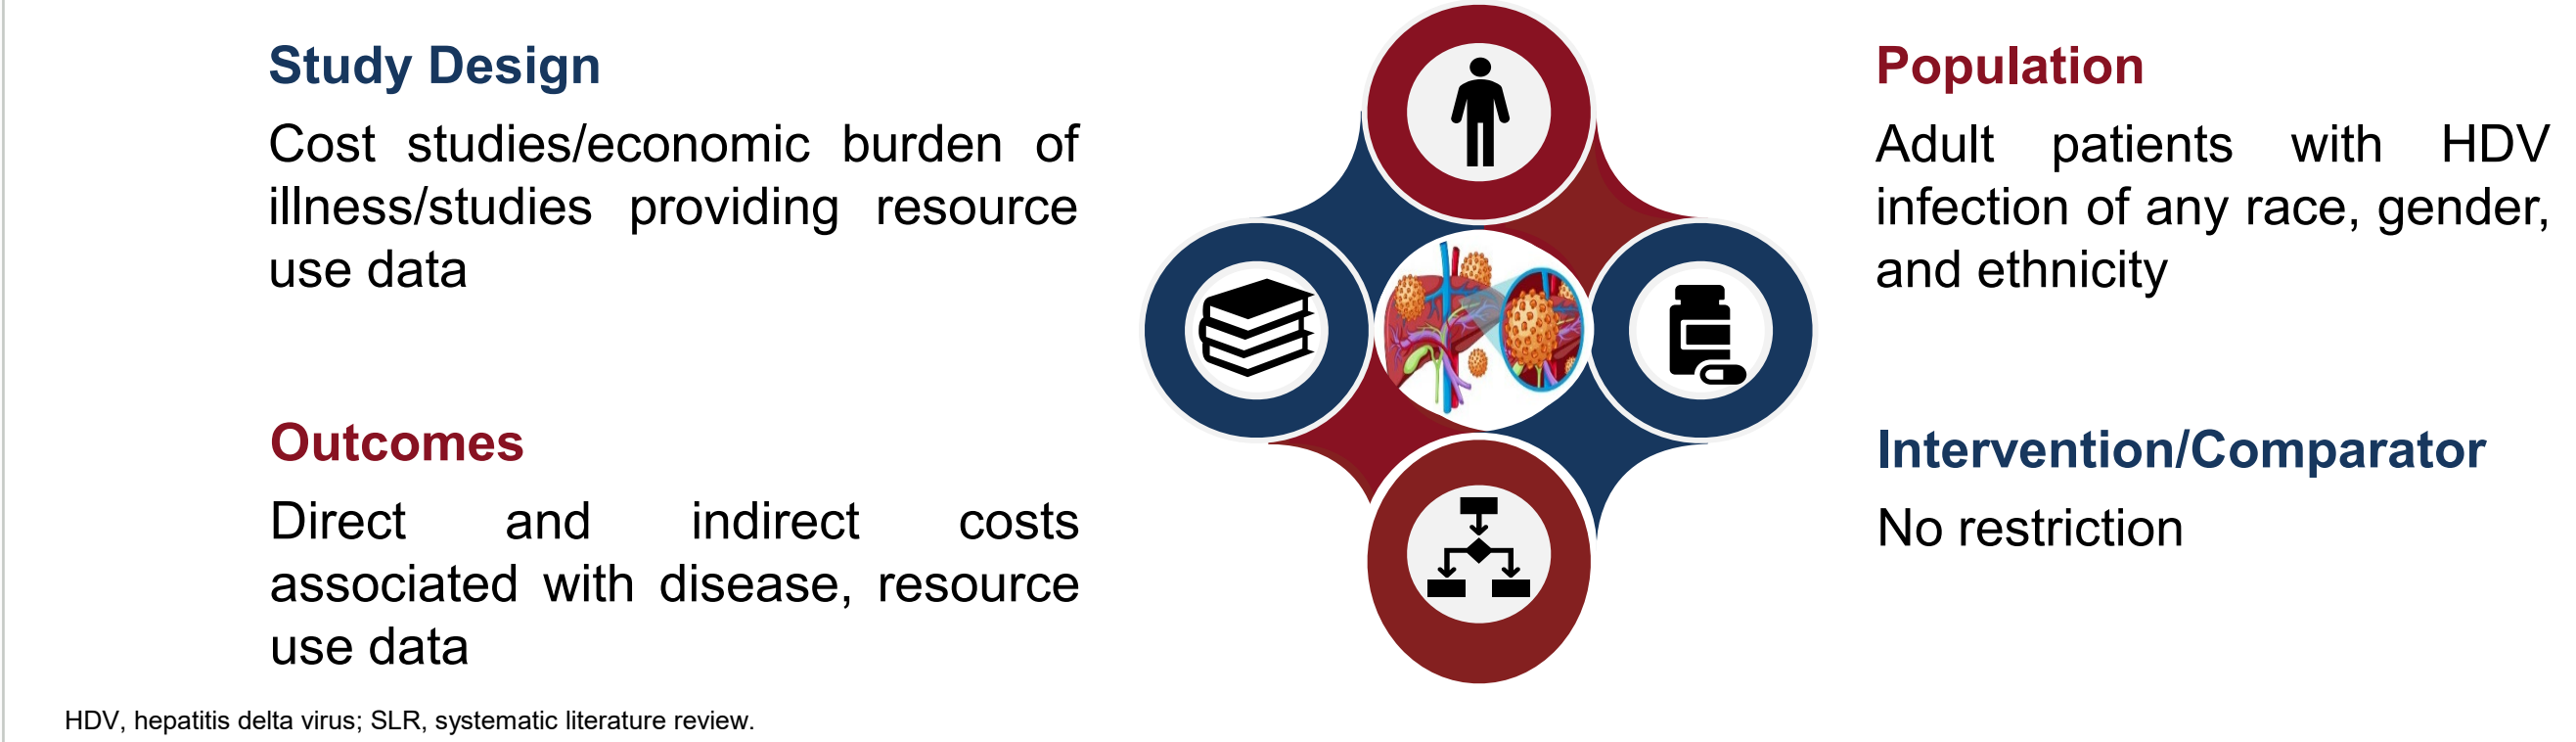 Study Design
Cost studies/economic burden of
illness/studies providing resource
use data
Outcomes
Direct and indirect costs
associated with disease, resource
use data
Population
Adult patients with HDV
infection of any race, gender,
and ethnicity
Intervention/Comparator
No restriction
HDV, hepatitis delta virus; SLR, systematic literature review.